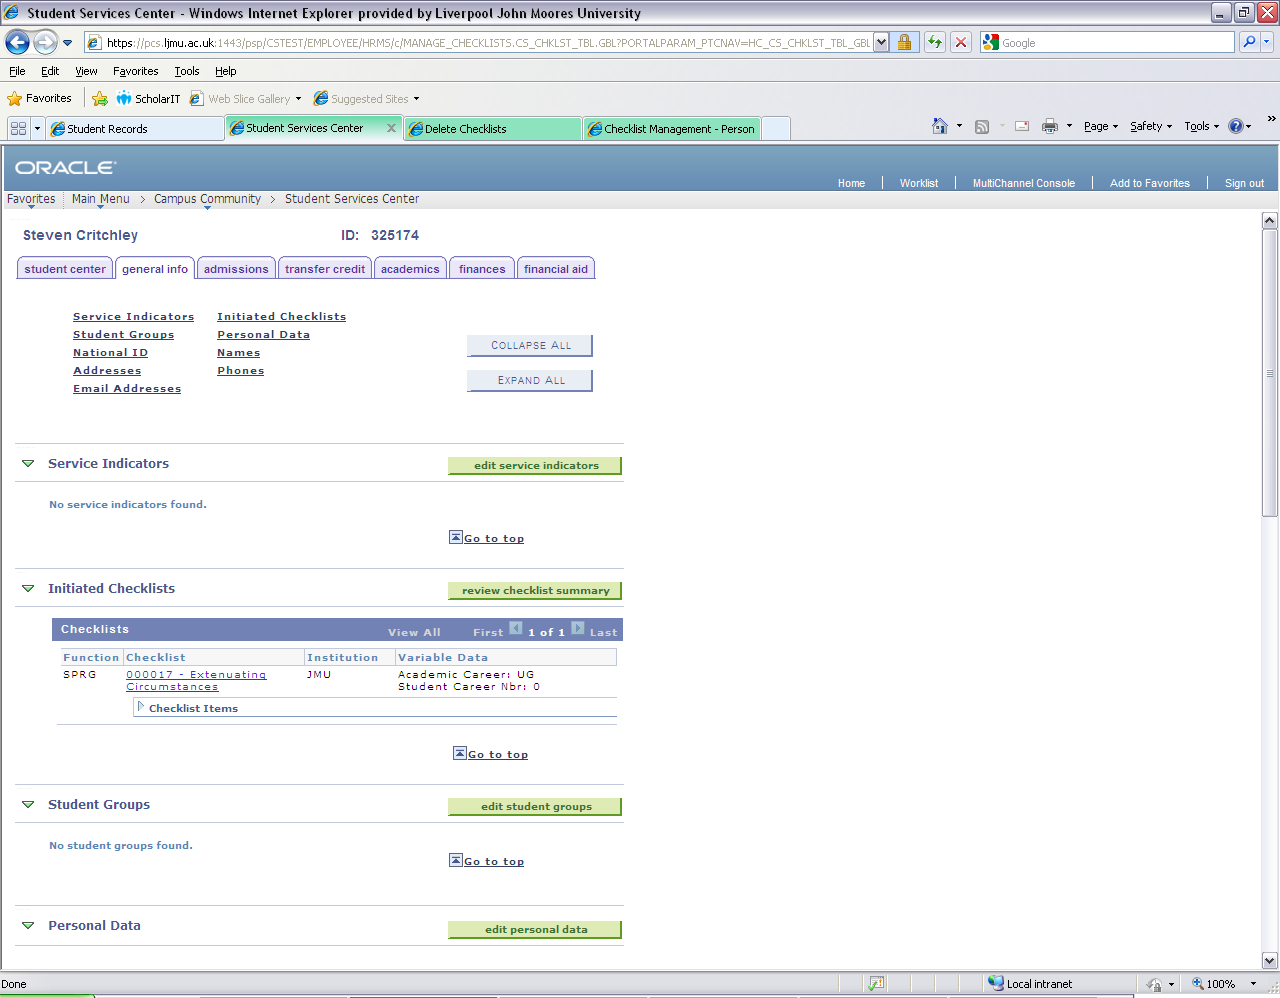 Student Services Center - Windows Internet Explorer provided by Liverpool John Moores University
https://pcs.ljmu.ac.uk:1443/psp/CSTEST/EMPLOYEE/HRMS/c/MANAGE_CHECKLISTS.CS_CHKLST_TBL.GBL?PORTALPARAM_PTCNAV=HC_CS_CHKLST_TBL_GBL
Google
File Edit View Favorites Tools Help
Favorites ScholarIT Web Slice Gallery Suggested Sites
Student Records Student Services Center Delete Checklists Checklist Management - Person
Page Safety Tools
ORACLE
Home Worklist MultiChannel Console Add to Favorites Sign out
Favorites Main Menu > Campus Community > Student Services Center
Steven Critchley ID: 325174
student center general info admissions transfer credit academics finances financial aid
Service Indicators Initiated Checklists
Student Groups Personal Data
National ID Names
Addresses Phones
Email Addresses
COLLAPSE ALL
EXPAND ALL
Service Indicators edit service indicators
No service indicators found.
Go to top
Initiated Checklists review checklist summary
Checklists View All First 1 of 1 Last
Function Checklist Institution Variable Data
SPRG 000017 - Extenuating Circumstances JMU Academic Career: UG
Student Career Nbr: 0
Checklist Items
Go to top
Student Groups edit student groups
No student groups found.
Go to top
Personal Data edit personal data
Done Local intranet 100%